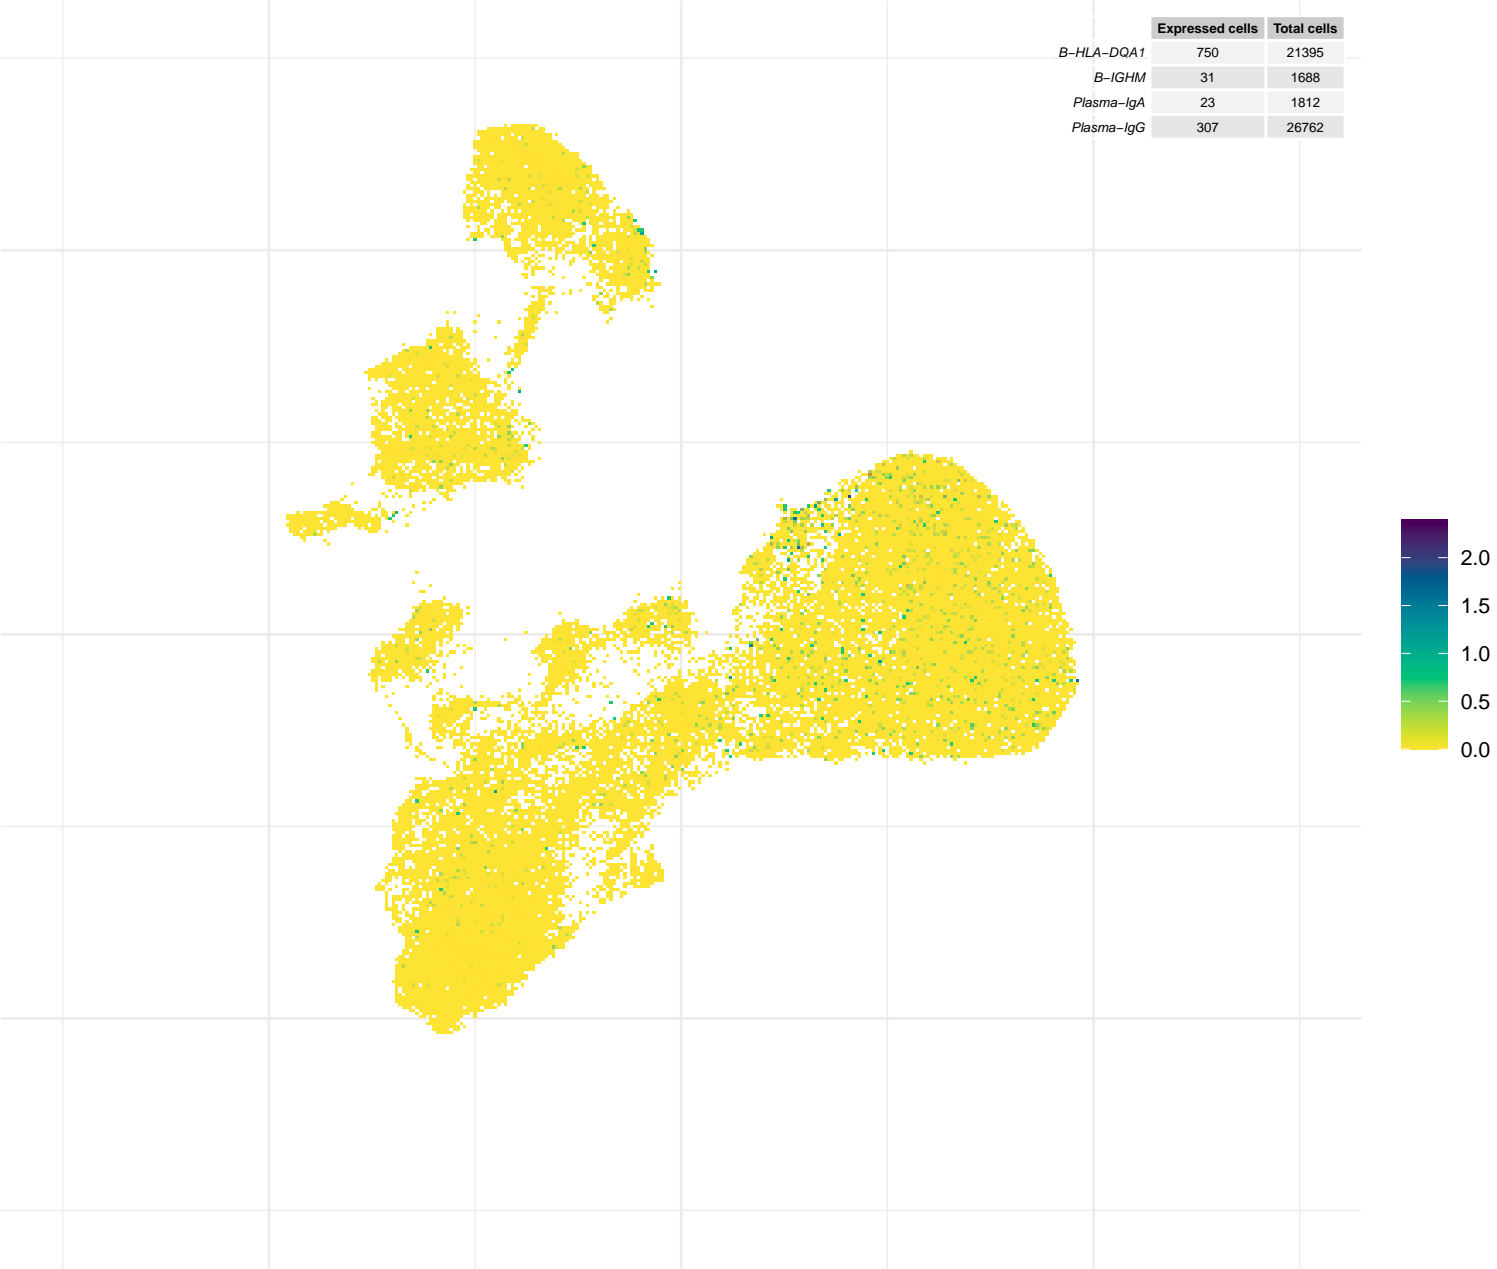 Expressed cells Total cells
B−HLA−DQA1 750 21395
B−IGHM 31 1688
Plasma−IgA 23 1812
Plasma−IgG 307 26762
2.0
1.5
1.0
0.5
0.0